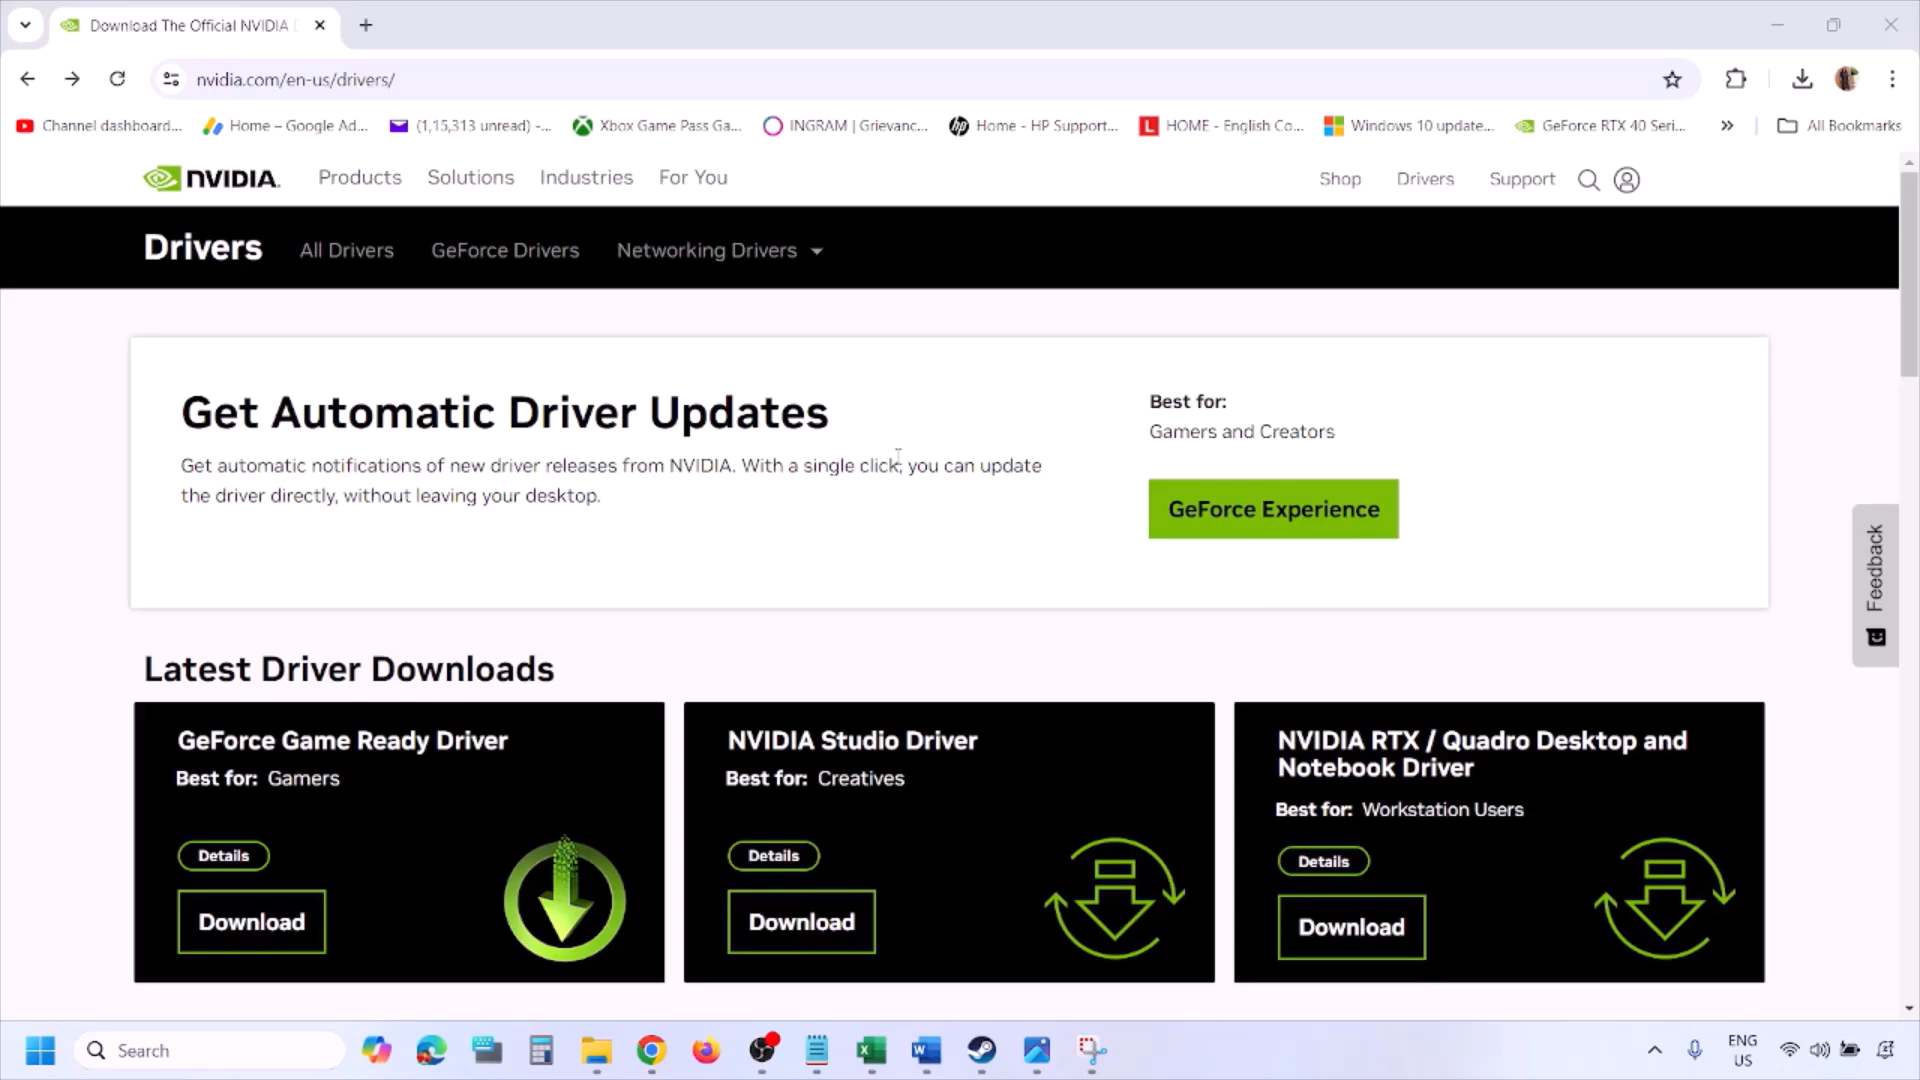 Download The Official NVIDIA
nvidia.com/en-us/drivers/
Channel dashboard...
Home – Google Ad...
(1,15,313 unread) -...
Xbox Game Pass Ga...
INGRAM | Grievanc...
Home - HP Support...
HOME - English Co...
Windows 10 update...
GeForce RTX 40 Seri...
All Bookmarks
NVIDIA.
Products
Solutions
Industries
For You
Shop
Drivers
Support
Drivers
All Drivers
GeForce Drivers
Networking Drivers
Get Automatic Driver Updates
Get automatic notifications of new driver releases from NVIDIA. With a single click, you can update
the driver directly, without leaving your desktop.
Best for:
Gamers and Creators
GeForce Experience
Feedback
Latest Driver Downloads
GeForce Game Ready Driver
Best for: Gamers
Details
Download
NVIDIA Studio Driver
Best for: Creatives
Details
Download
NVIDIA RTX / Quadro Desktop and
Notebook Driver
Best for: Workstation Users
Details
Download
Search
ENG
US